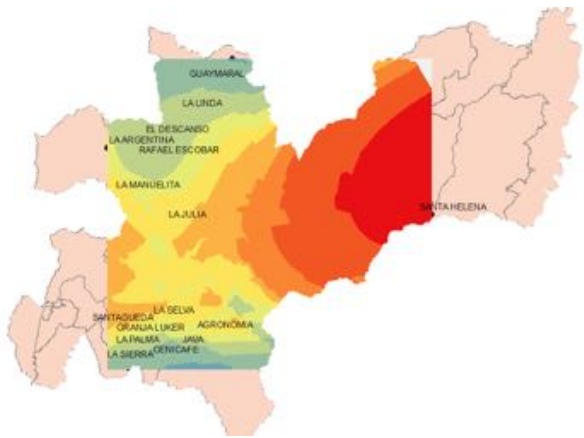 GUAYMARAL
LA LINDA
EL DESCANSO
LA ARGENTINA
RAFAEL ESCOBAR
LA MANUELITA
LA JULIA
SANTA HELENA
LA SELVA
SANTAGUEDA
GRANJA LUKER
AGRONOMIA
LA PALMA
JAVA
CENICAFE
LA SIERRA